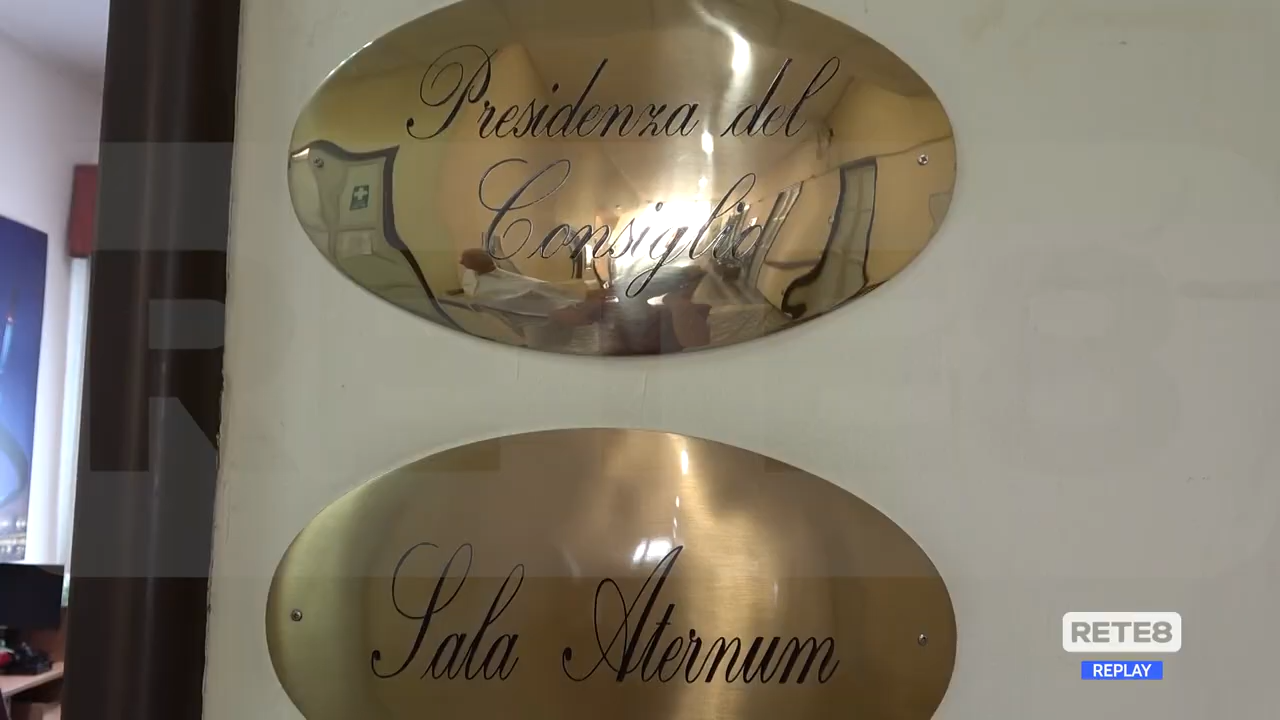 Presidenza del
Consiglio
Sala Aternum
RETE8
REPLAY